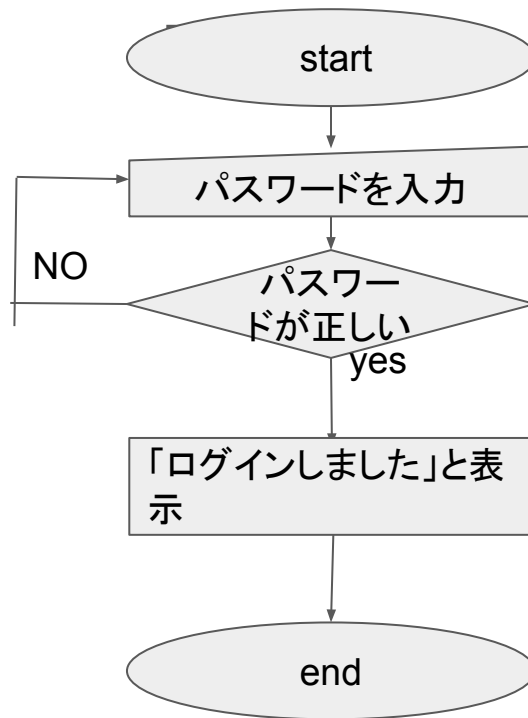 start
パスワードを入力
NO
パスワー
ドが正しい
yes
「ログインしました」と表
示
end